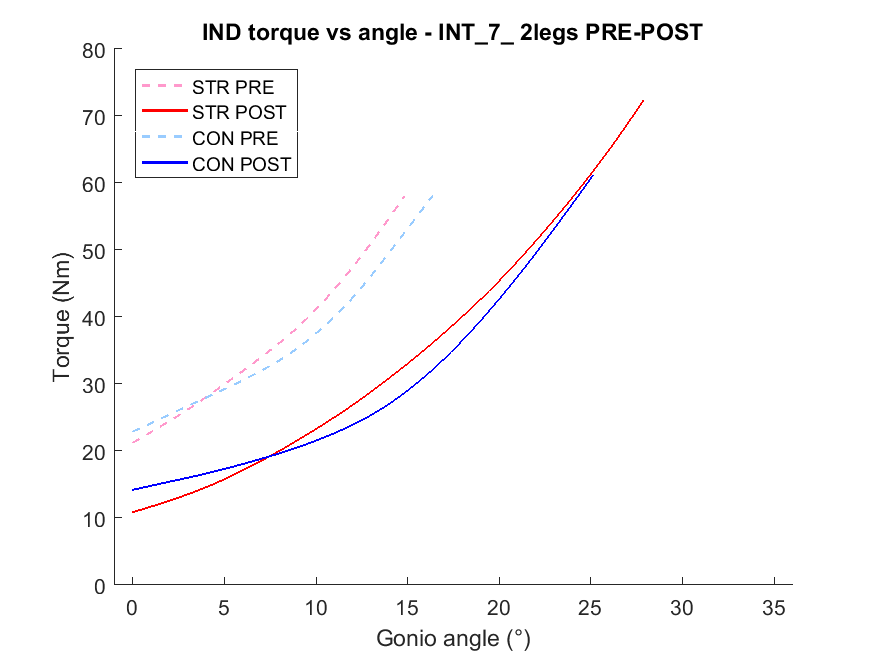 IND torque vs angle - INT_7_ 2legs PRE-POST
80
70
60
50
40
30
20
10
0
Torque (Nm)
STR PRE
STR POST
CON PRE
CON POST
0 5 10 15 20 25 30 35
Gonio angle (°)